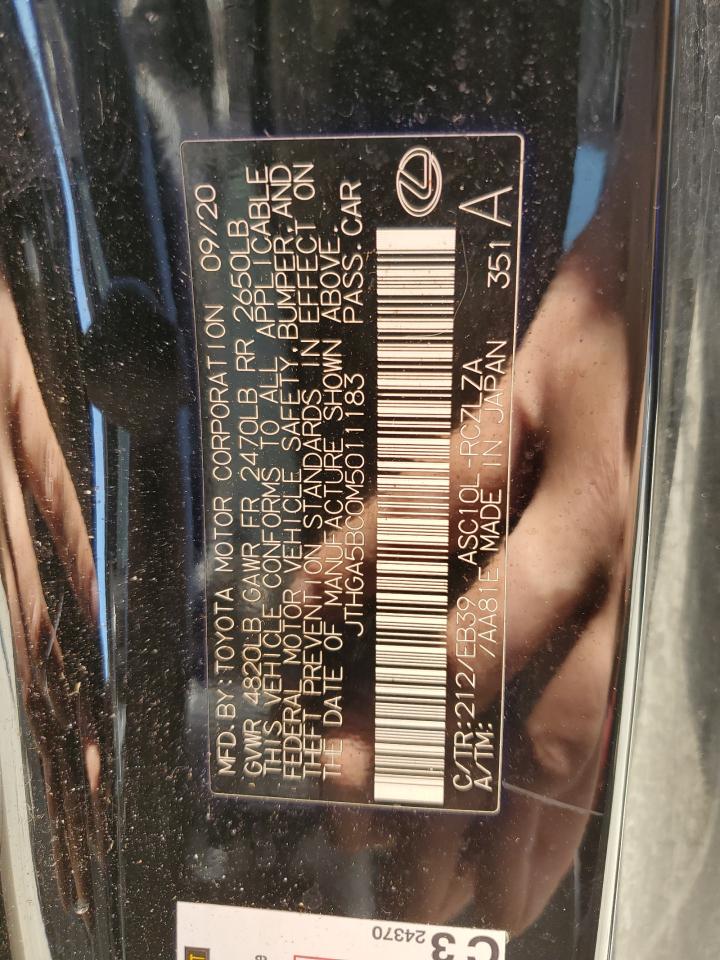 MFD. BY: TOYOTA MOTOR CORPORATION 09/20
GVWR 4820LB GAWR FR 2470LB RR 2650LB
THIS VEHICLE CONFORMS TO ALL APPLICABLE
FEDERAL MOTOR VEHICLE SAFETY, BUMPER, AND
THEFT PREVENTION STANDARDS IN EFFECT ON
THE DATE OF MANUFACTURE SHOWN ABOVE.
JTHGA5BC0M5011183 PASS. CAR
C/TR: 212/EB39 ASC10L-RCZLZA
A/TM: /AA81E MADE IN JAPAN 351 A
C3
24370